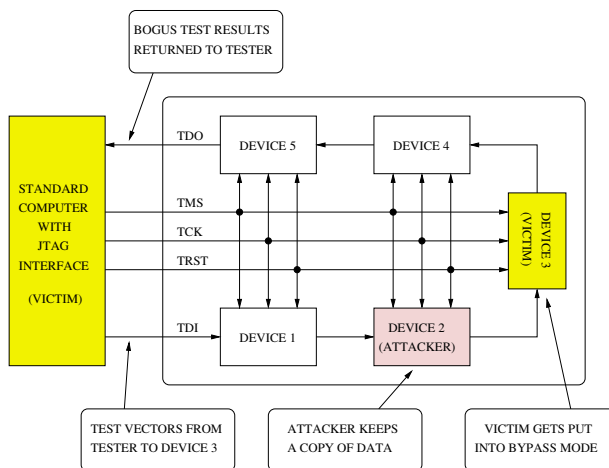 BOGUS TEST RESULTS
RETURNED TO TESTER
TDO
DEVICE 5
DEVICE 4
STANDARD
COMPUTER
WITH
JTAG
INTERFACE
(VICTIM)
TMS
TCK
TRST
DEVICE 3
(VICTIM)
TDI
DEVICE 1
DEVICE 2
(ATTACKER)
TEST VECTORS FROM
TESTER TO DEVICE 3
ATTACKER KEEPS
A COPY OF DATA
VICTIM GETS PUT
INTO BYPASS MODE